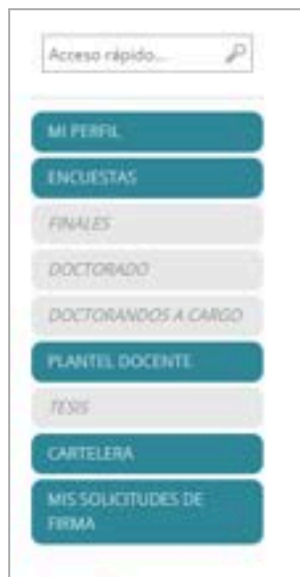 Acceso rápido...
MI PERFIL
ENCUESTAS
FINALES
DOCTORADO
DOCTORANDOS A CARGO
PLANTEL DOCENTE
TESIS
CARTELERA
MIS SOLICITUDES DE
FIRMA